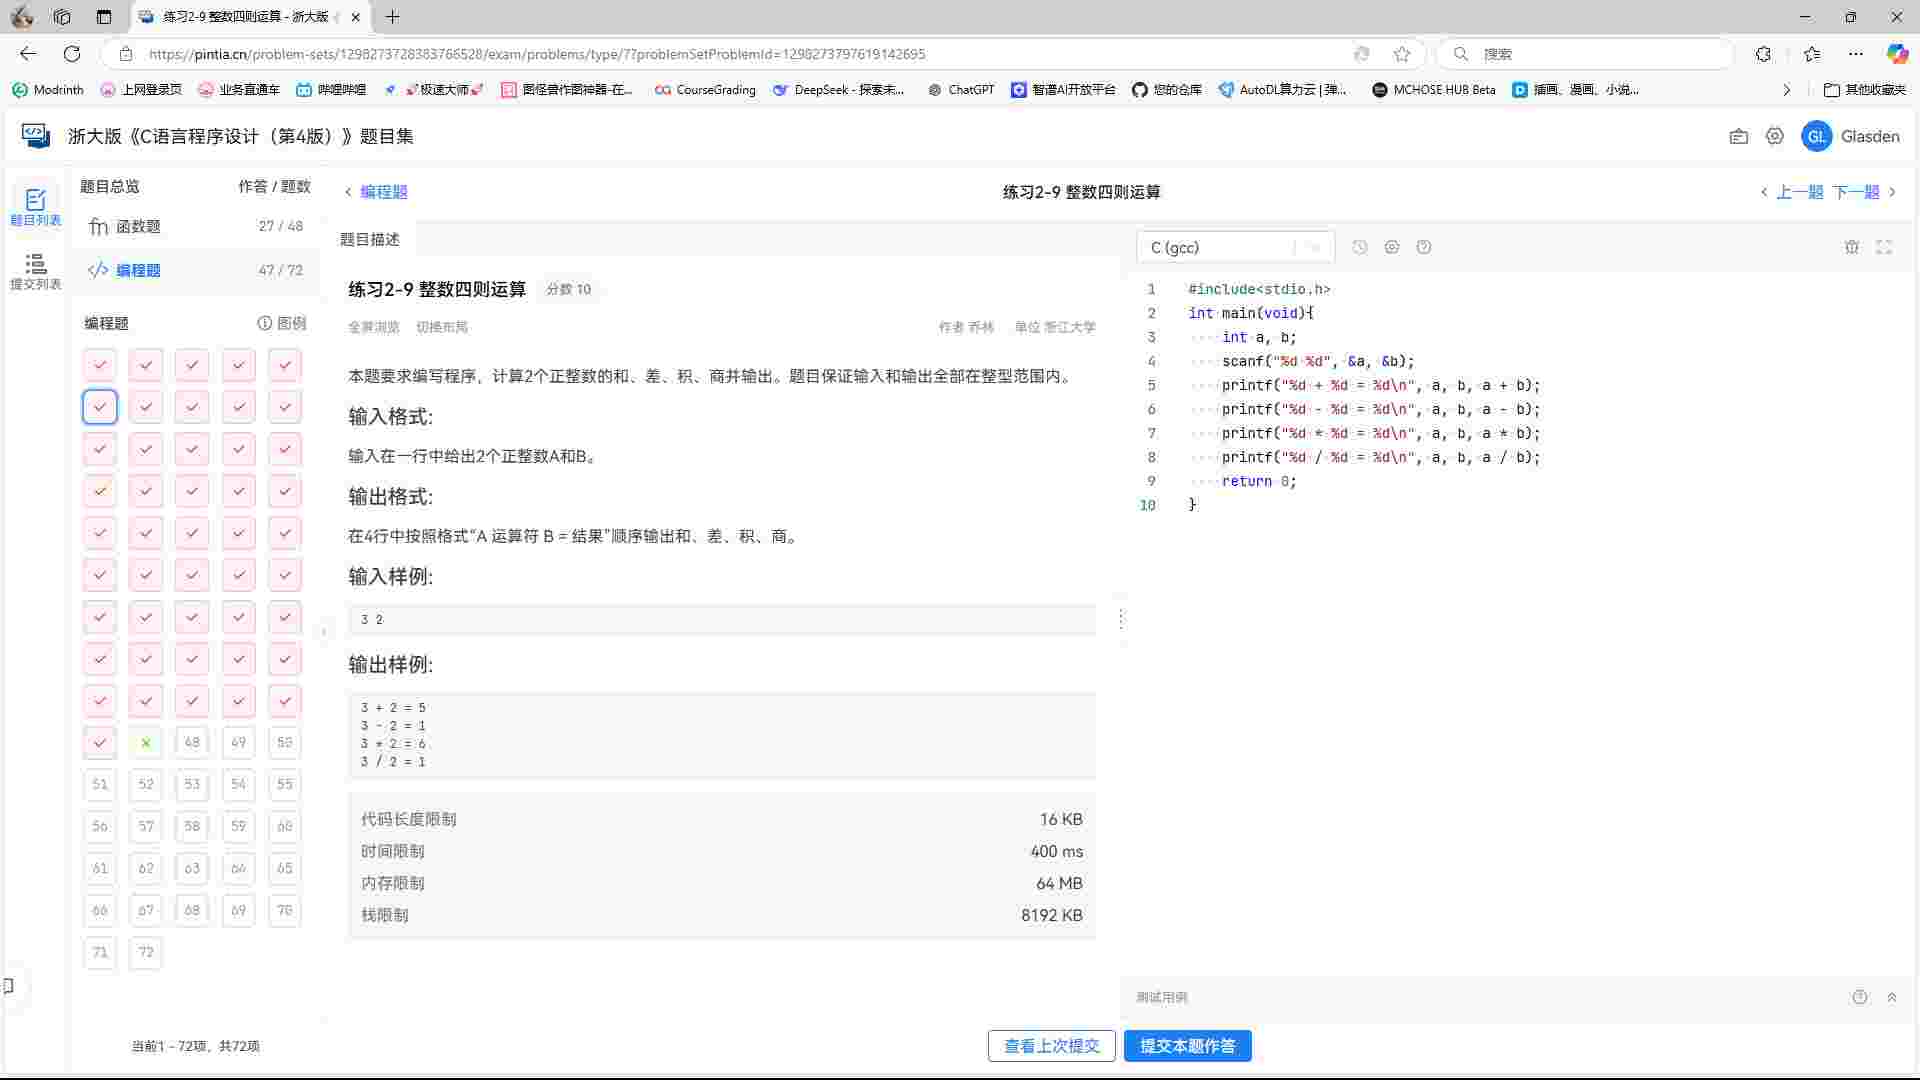 练习2-9 整数四则运算 - 浙大版
https://pintia.cn/problem-sets/1298273728383766528/exam/problems/type/7?problemSetProblemId=1298273797619142695
搜索
Modrinth
上网登录页
业务直通车
哔哩哔哩
🚀极速大师🚀
CourseGrading
DeepSeek - 探索未...
ChatGPT
智谱AI开放平台
您的仓库
AutoDL算力云 | 弹...
MCHOSE HUB Beta
插画、漫画、小说...
其他收藏夹
浙大版《C语言程序设计（第4版）》题目集
GL
Glasden
题目列表
提交列表
题目总览
作答 / 题数
函数题
27 / 48
编程题
47 / 72
编程题
图例
48 49 50
51 52 53 54 55
56 57 58 59 60
61 62 63 64 65
66 67 68 69 70
71 72
当前1 - 72项，共72项
编程题
练习2-9 整数四则运算
上一题 下一题
题目描述
练习2-9 整数四则运算
分数 10
全屏浏览 切换布局
作者 乔林
单位 浙江大学
本题要求编写程序，计算2个正整数的和、差、积、商并输出。题目保证输入和输出全部在整型范围内。
输入格式:
输入在一行中给出2个正整数A和B。
输出格式:
在4行中按照格式“A 运算符 B = 结果”顺序输出和、差、积、商。
输入样例:
3 2
输出样例:
3 + 2 = 5
3 - 2 = 1
3 * 2 = 6
3 / 2 = 1
代码长度限制 16 KB
时间限制 400 ms
内存限制 64 MB
栈限制 8192 KB
C (gcc)
1 #include<stdio.h>
2 int main(void){
3     int a, b;
4     scanf("%d %d", &a, &b);
5     printf("%d + %d = %d\n", a, b, a + b);
6     printf("%d - %d = %d\n", a, b, a - b);
7     printf("%d * %d = %d\n", a, b, a * b);
8     printf("%d / %d = %d\n", a, b, a / b);
9     return 0;
10 }
测试用例
查看上次提交
提交本题作答